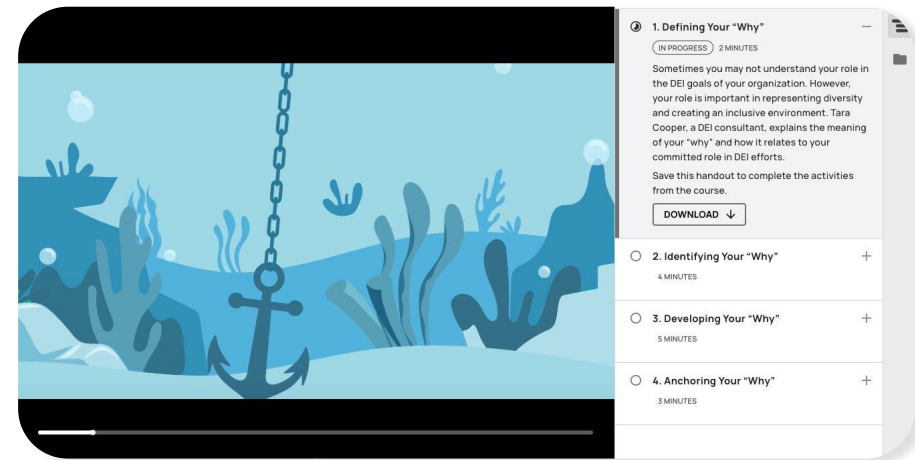 1. Defining Your “Why”
IN PROGRESS 2 MINUTES
Sometimes you may not understand your role in
the DEI goals of your organization. However,
your role is important in representing diversity
and creating an inclusive environment. Tara
Cooper, a DEI consultant, explains the meaning
of your “why” and how it relates to your
committed role in DEI efforts.
Save this handout to complete the activities
from the course.
DOWNLOAD
2. Identifying Your “Why”
4 MINUTES
3. Developing Your “Why”
5 MINUTES
4. Anchoring Your “Why”
3 MINUTES